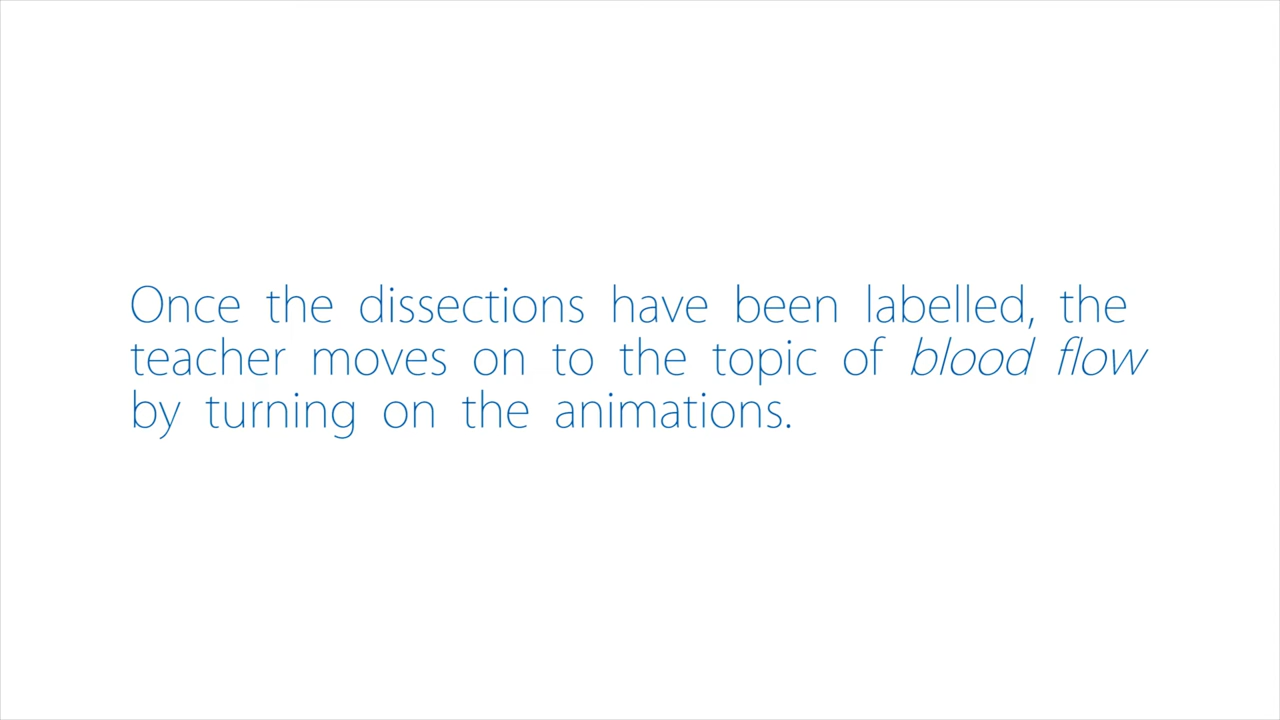 Once the dissections have been labelled, the
teacher moves on to the topic of blood flow
by turning on the animations.